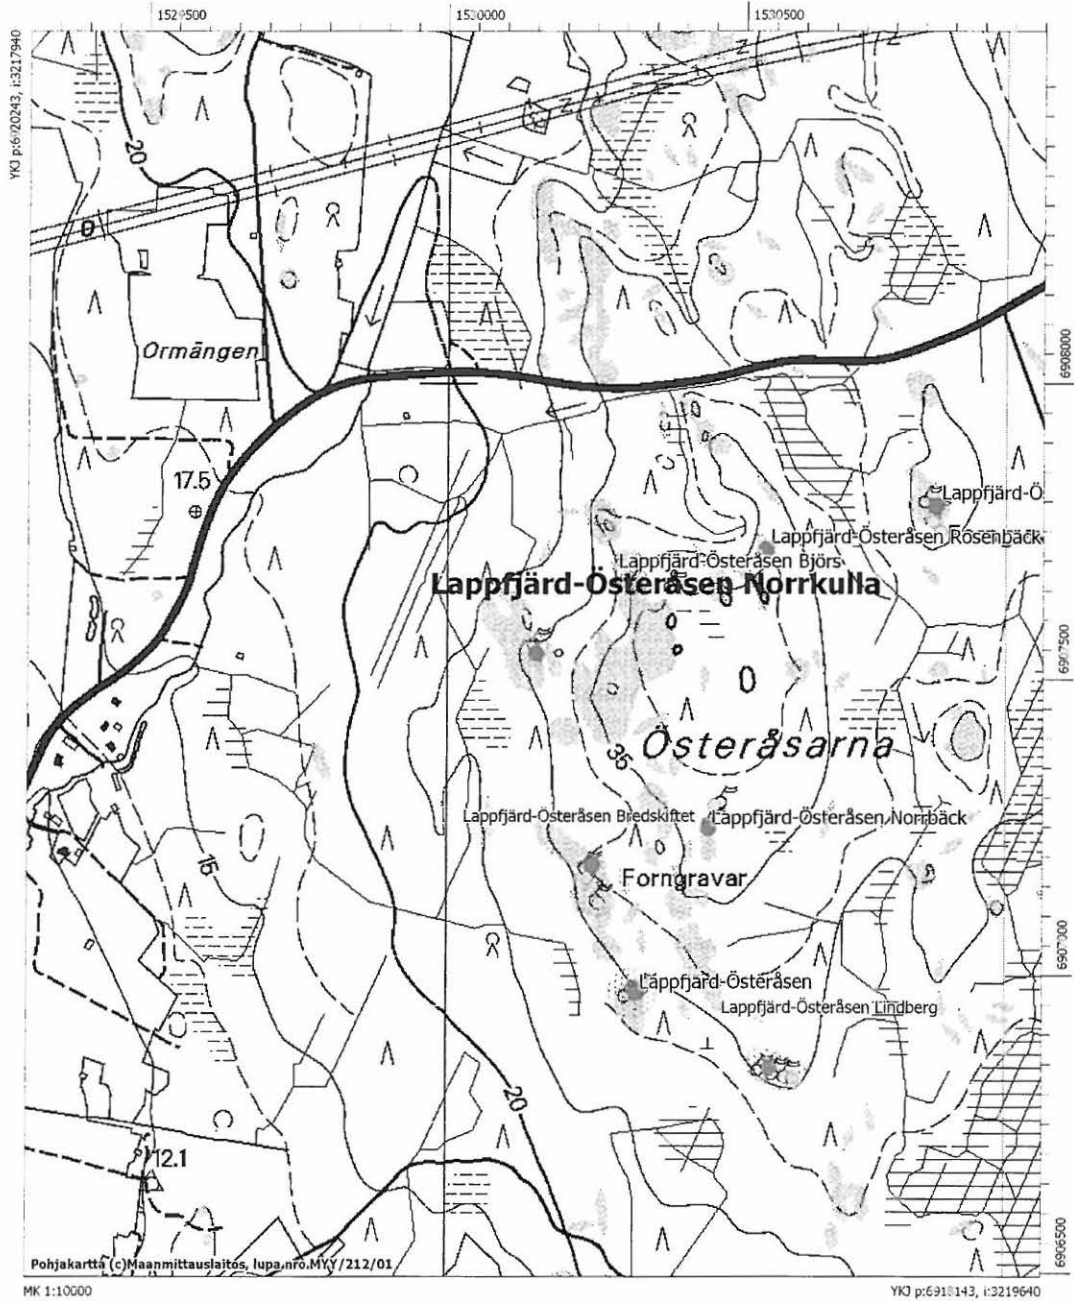 1529500
1530000
1530500
YKJ p:6920243, i:3217940
20
Ormängen
6908000
17.5
Lappfjärd-Ö
Lappfjärd-Österåsen Rosenbäck
Lappfjärd-Österåsen Björs
Lappfjärd-Österåsen Norrkulla
6907500
Österåsarna
35
Lappfjärd-Österåsen Bredskiftet
Lappfjärd-Österåsen Norrbäck
15
Forngravar
6907000
Lappfjärd-Österåsen
Lappfjärd-Österåsen Lindberg
20
12.1
6906500
Pohjakartta (c)Maanmittauslaitos, lupa.nro.MYY/212/01
MK 1:10000
YKJ p:6918143, i:3219640